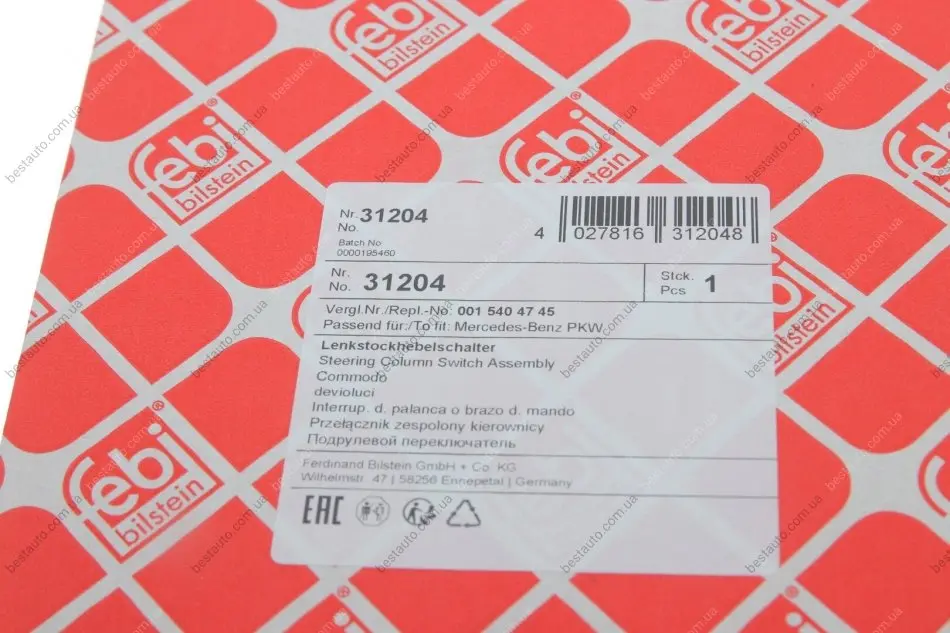 febi
bilstein
Nr. 31204
No.
Batch No
0000195460
4 027816 312048
Nr. 31204
No.
Stck. 1
Pcs
Vergl.Nr./Repl.-No: 001 540 47 45
Passend für:/To fit: Mercedes-Benz PKW
Lenkstockhebelschalter
Steering Column Switch Assembly
Commodo
devioluci
Interrup. d. palanca o brazo d. mando
Przełącznik zespolony kierownicy
Подрулевой переключатель
Ferdinand Bilstein GmbH + Co. KG
Wilhelmstr. 47 | 58256 Ennepetal | Germany
EAC
bestauto.com.ua